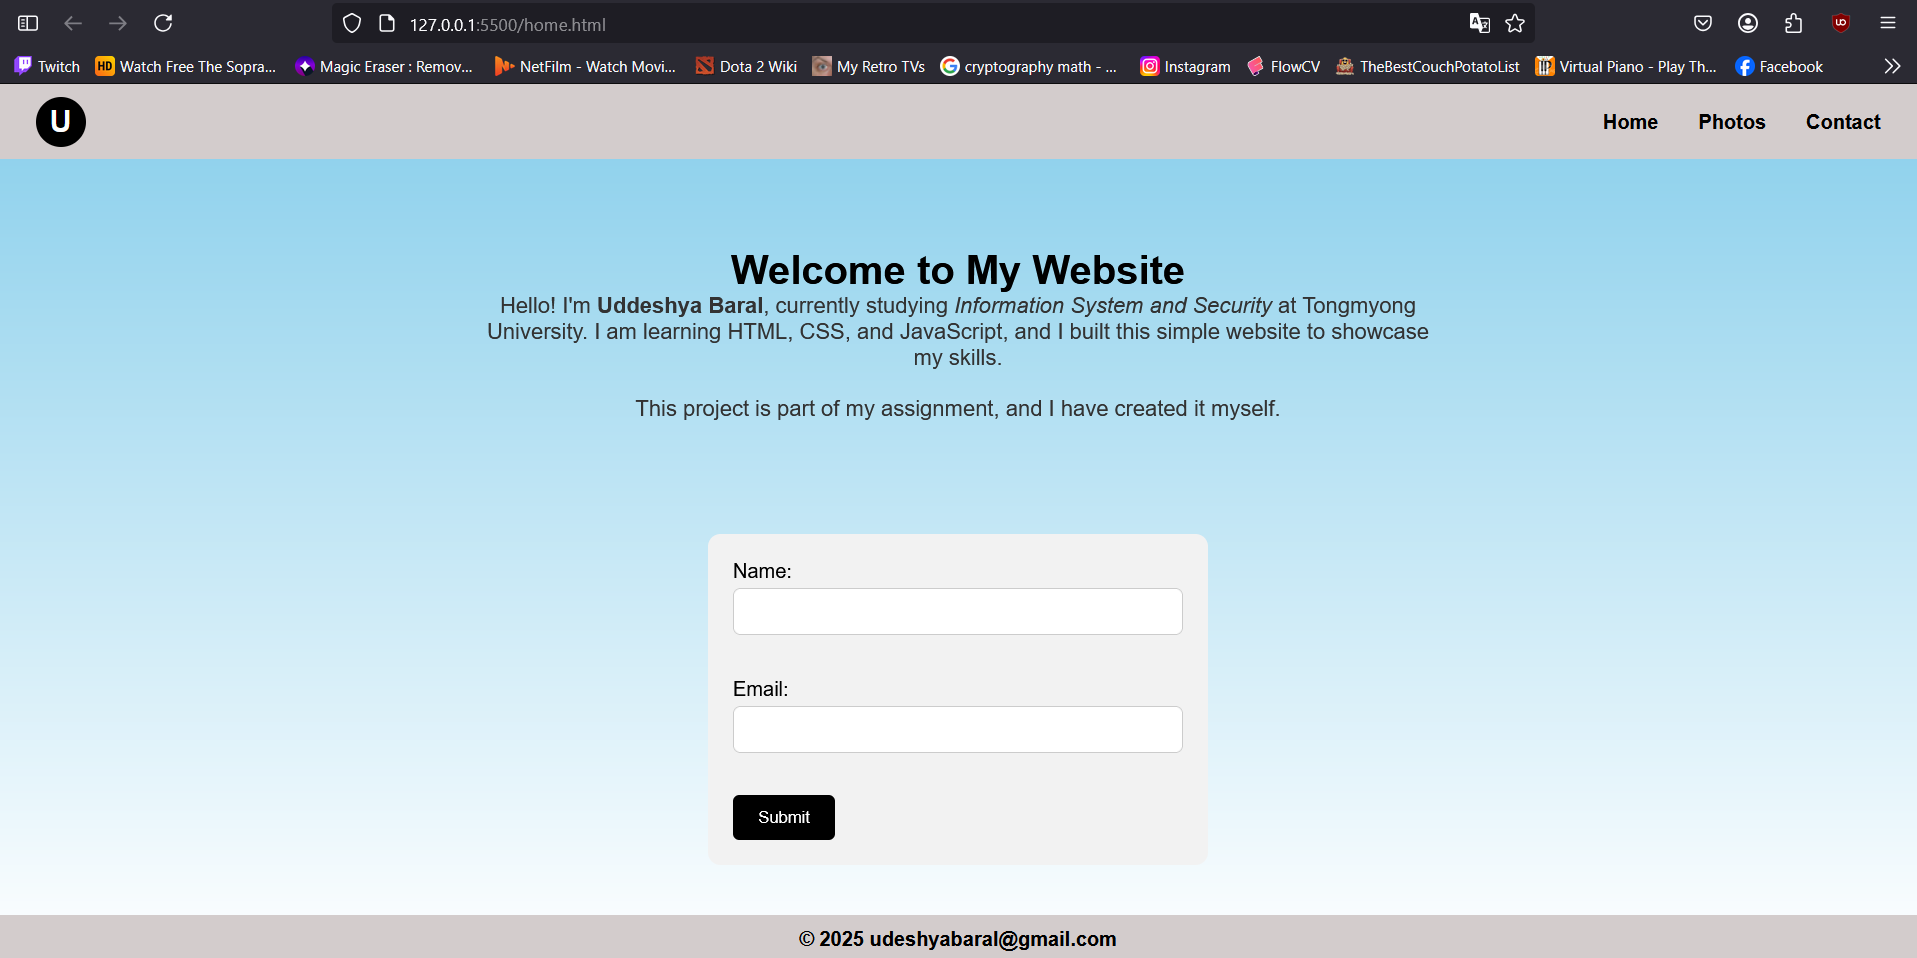 127.0.0.1:5500/home.html
Twitch HD Watch Free The Sopra... Magic Eraser : Remov... NetFilm - Watch Movi... Dota 2 Wiki My Retro TVs cryptography math - ... Instagram FlowCV TheBestCouchPotatoList Virtual Piano - Play Th... Facebook
U Home Photos Contact
Welcome to My Website
Hello! I'm Uddeshya Baral, currently studying Information System and Security at Tongmyong
University. I am learning HTML, CSS, and JavaScript, and I built this simple website to showcase
my skills.
This project is part of my assignment, and I have created it myself.
Name:
Email:
Submit
© 2025 udeshyabaral@gmail.com